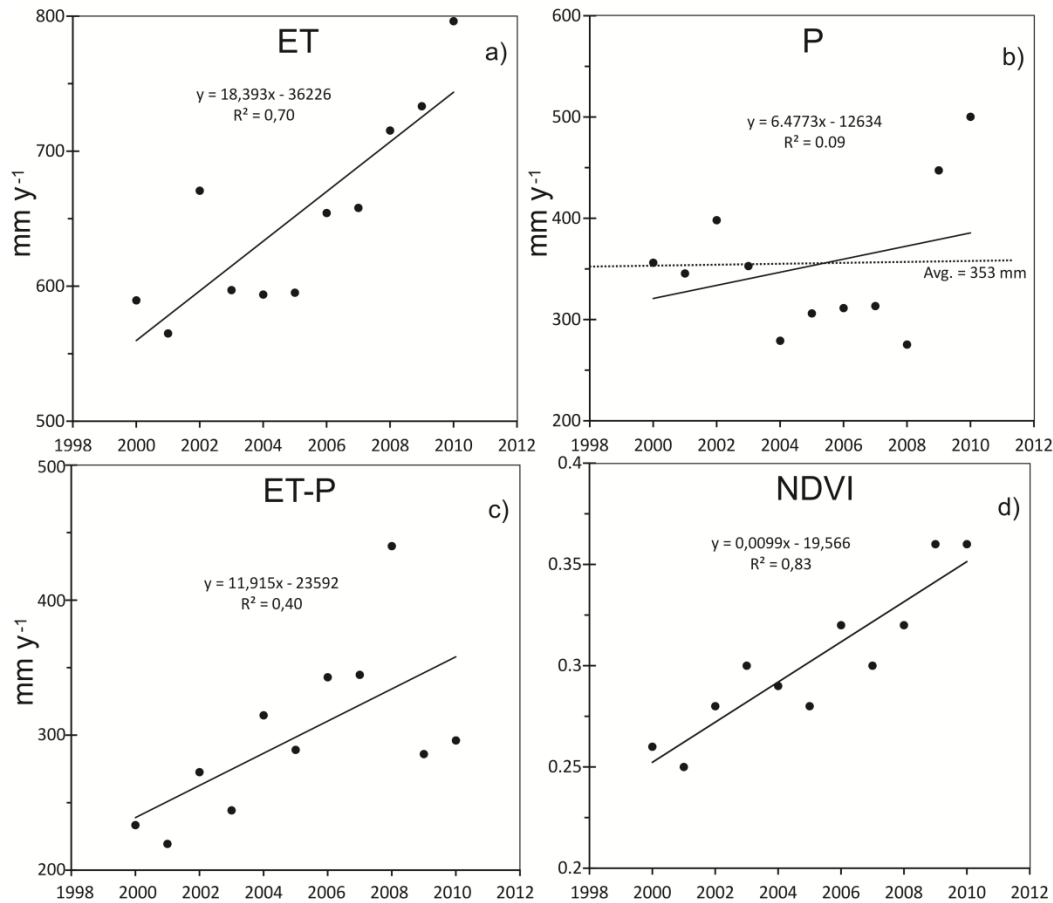 ET
a)
y = 18,393x - 36226
R² = 0,70
mm y⁻¹
800
700
600
500
1998 2000 2002 2004 2006 2008 2010 2012
P
b)
y = 6.4773x - 12634
R² = 0.09
Avg. = 353 mm
mm y⁻¹
600
500
400
300
200
1998 2000 2002 2004 2006 2008 2010 2012
ET-P
c)
y = 11,915x - 23592
R² = 0,40
mm y⁻¹
500
400
300
200
1998 2000 2002 2004 2006 2008 2010 2012
NDVI
d)
y = 0,0099x - 19,566
R² = 0,83
0.4
0.35
0.3
0.25
0.2
1998 2000 2002 2004 2006 2008 2010 2012